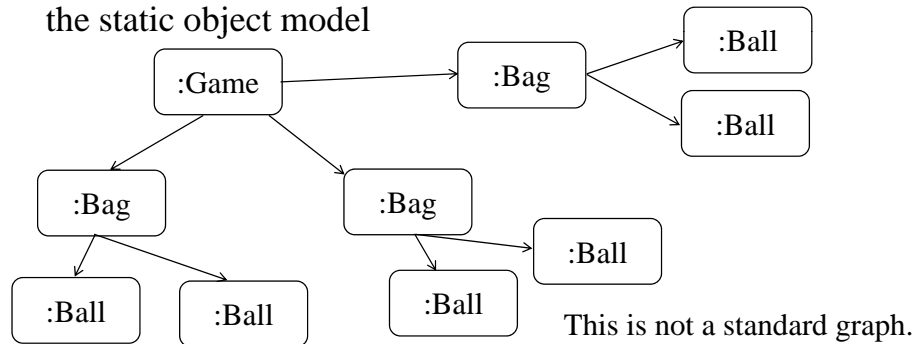 the static object model
:Game
:Bag
:Ball
:Ball
:Bag
:Bag
:Ball
:Ball
:Ball
:Ball
This is not a standard graph.